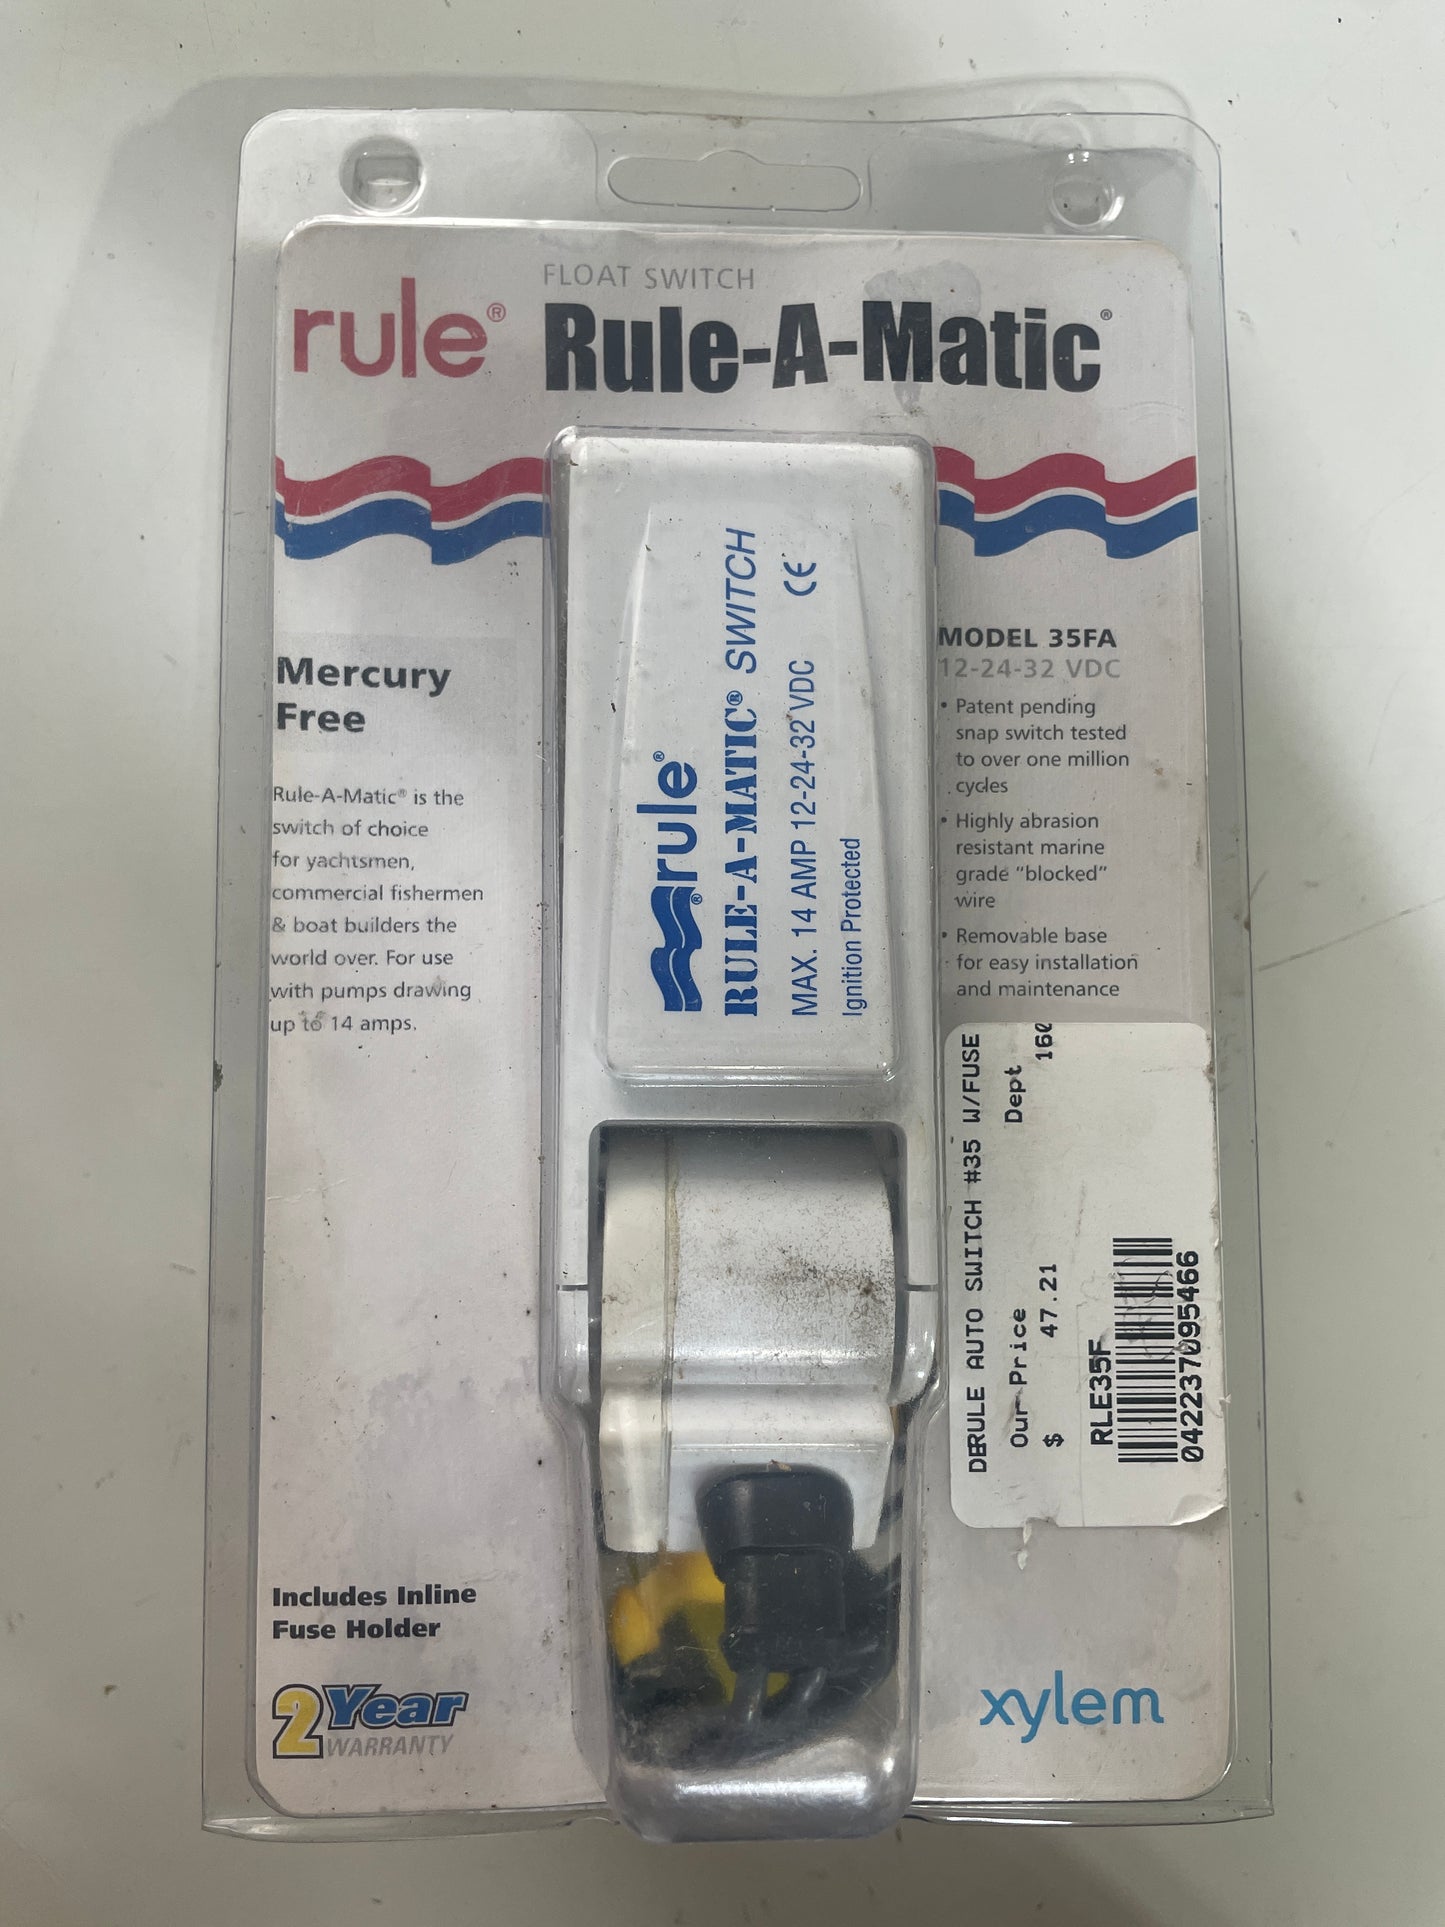 rule®
FLOAT SWITCH
Rule-A-Matic®
Mercury
Free
Rule-A-Matic® is the
switch of choice
for yachtsmen,
commercial fishermen
& boat builders the
world over. For use
with pumps drawing
up to 14 amps.
Includes Inline
Fuse Holder
2 Year
WARRANTY
®rule®
RULE-A-MATIC® SWITCH
MAX. 14 AMP 12-24-32 VDC CE
Ignition Protected
MODEL 35FA
12-24-32 VDC
• Patent pending
snap switch tested
to over one million
cycles
• Highly abrasion
resistant marine
grade “blocked”
wire
• Removable base
for easy installation
and maintenance
RULE AUTO SWITCH #35 W/FUSE
Our Price Dept
$ 47.21 160
RLE35F
042237095466
xylem